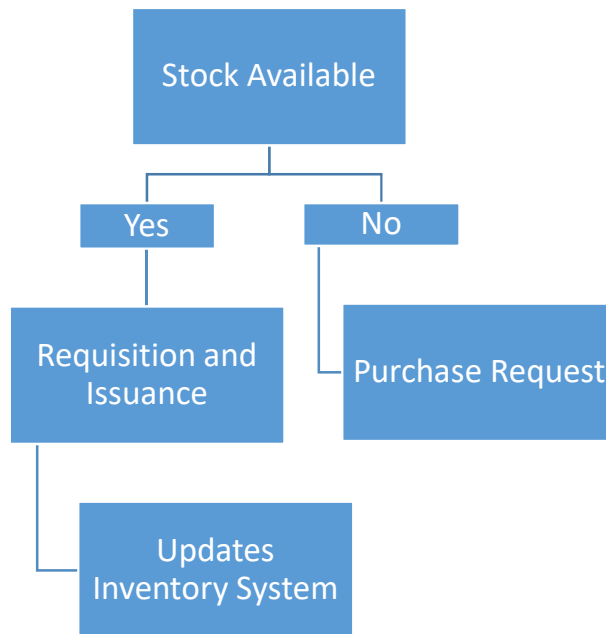 Stock Available
Yes
No
Requisition and
Issuance
Purchase Request
Updates
Inventory System